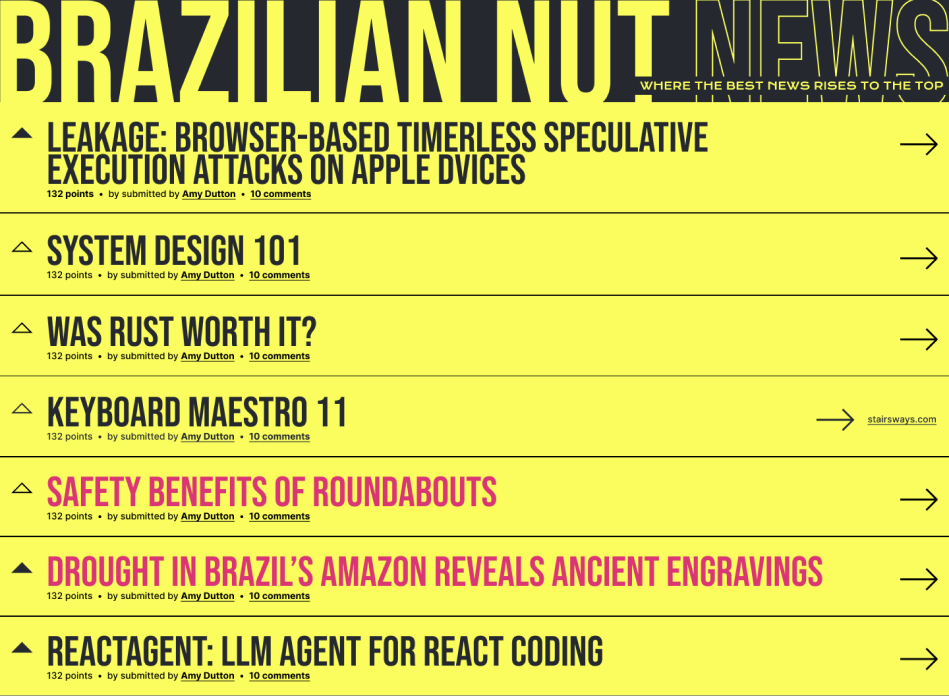 BRAZILIAN NUT NEWS
WHERE THE BEST NEWS RISES TO THE TOP
LEAKAGE: BROWSER-BASED TIMERLESS SPECULATIVE
EXECUTION ATTACKS ON APPLE DVICES
132 points • by submitted by Amy Dutton • 10 comments
SYSTEM DESIGN 101
132 points • by submitted by Amy Dutton • 10 comments
WAS RUST WORTH IT?
132 points • by submitted by Amy Dutton • 10 comments
KEYBOARD MAESTRO 11
stairsways.com
132 points • by submitted by Amy Dutton • 10 comments
SAFETY BENEFITS OF ROUNDABOUTS
132 points • by submitted by Amy Dutton • 10 comments
DROUGHT IN BRAZIL’S AMAZON REVEALS ANCIENT ENGRAVINGS
132 points • by submitted by Amy Dutton • 10 comments
REACTAGENT: LLM AGENT FOR REACT CODING
132 points • by submitted by Amy Dutton • 10 comments